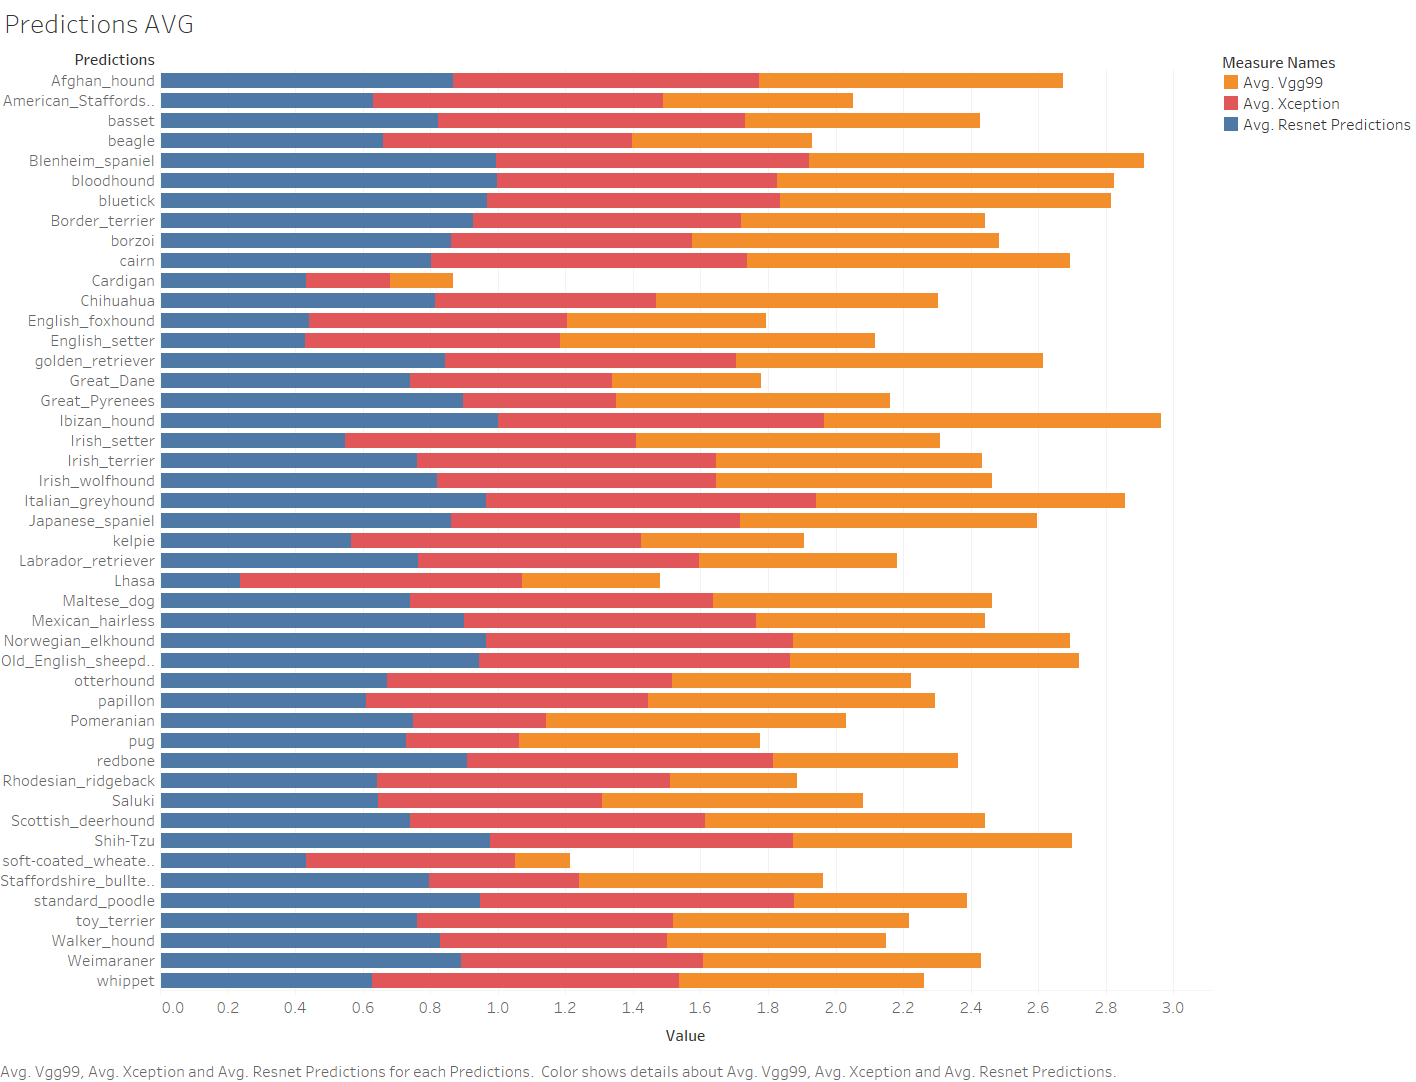 Predictions AVG
Predictions
Afghan_hound
American_Staffords..
basset
beagle
Blenheim_spaniel
bloodhound
bluetick
Border_terrier
borzoi
cairn
Cardigan
Chihuahua
English_foxhound
English_setter
golden_retriever
Great_Dane
Great_Pyrenees
Ibizan_hound
Irish_setter
Irish_terrier
Irish_wolfhound
Italian_greyhound
Japanese_spaniel
kelpie
Labrador_retriever
Lhasa
Maltese_dog
Mexican_hairless
Norwegian_elkhound
Old_English_sheepd..
otterhound
papillon
Pomeranian
pug
redbone
Rhodesian_ridgeback
Saluki
Scottish_deerhound
Shih-Tzu
soft-coated_wheate..
Staffordshire_bullte..
standard_poodle
toy_terrier
Walker_hound
Weimaraner
whippet
0.0 0.2 0.4 0.6 0.8 1.0 1.2 1.4 1.6 1.8 2.0 2.2 2.4 2.6 2.8 3.0
Value
Measure Names
Avg. Vgg99
Avg. Xception
Avg. Resnet Predictions
Avg. Vgg99, Avg. Xception and Avg. Resnet Predictions for each Predictions. Color shows details about Avg. Vgg99, Avg. Xception and Avg. Resnet Predictions.